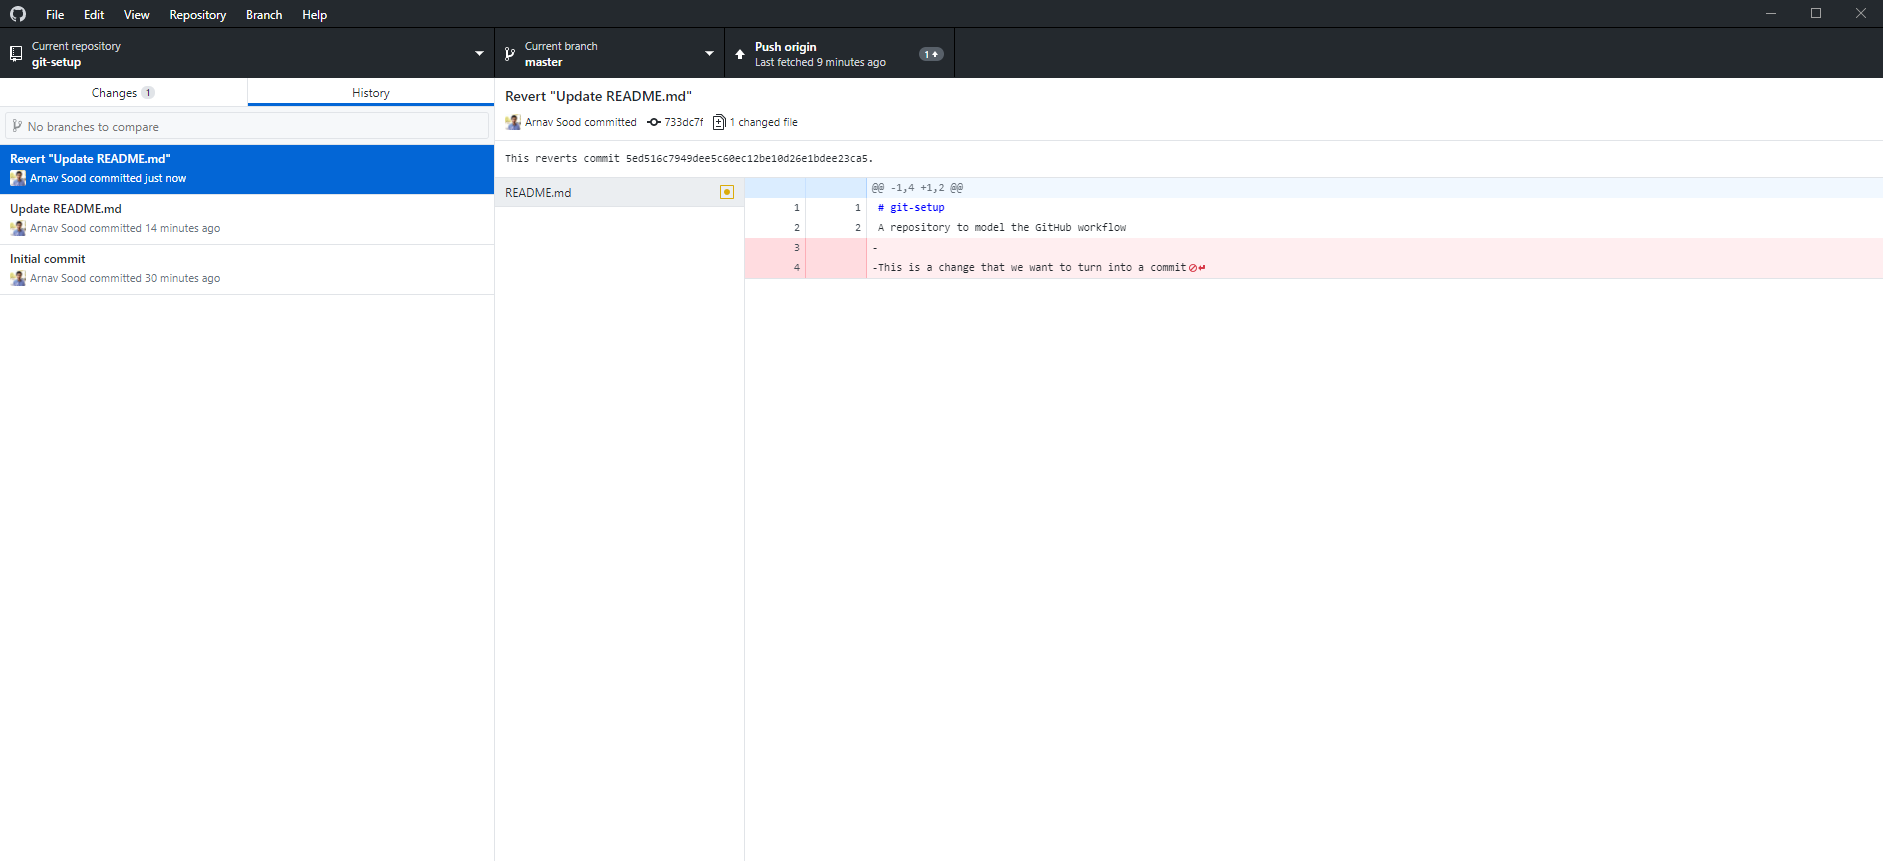 File Edit View Repository Branch Help
Current repository
git-setup
Current branch
master
Push origin
Last fetched 9 minutes ago
1
Changes 1
History
No branches to compare
Revert "Update README.md"
Arnav Sood committed just now
Update README.md
Arnav Sood committed 14 minutes ago
Initial commit
Arnav Sood committed 30 minutes ago
Revert "Update README.md"
Arnav Sood committed 733dc7f 1 changed file
This reverts commit 5ed516c7949dee5c60ec12be10d26e1bdee23ca5.
README.md
@@ -1,4 +1,2 @@
1 1 # git-setup
2 2 A repository to model the GitHub workflow
3 -
4 -This is a change that we want to turn into a commit